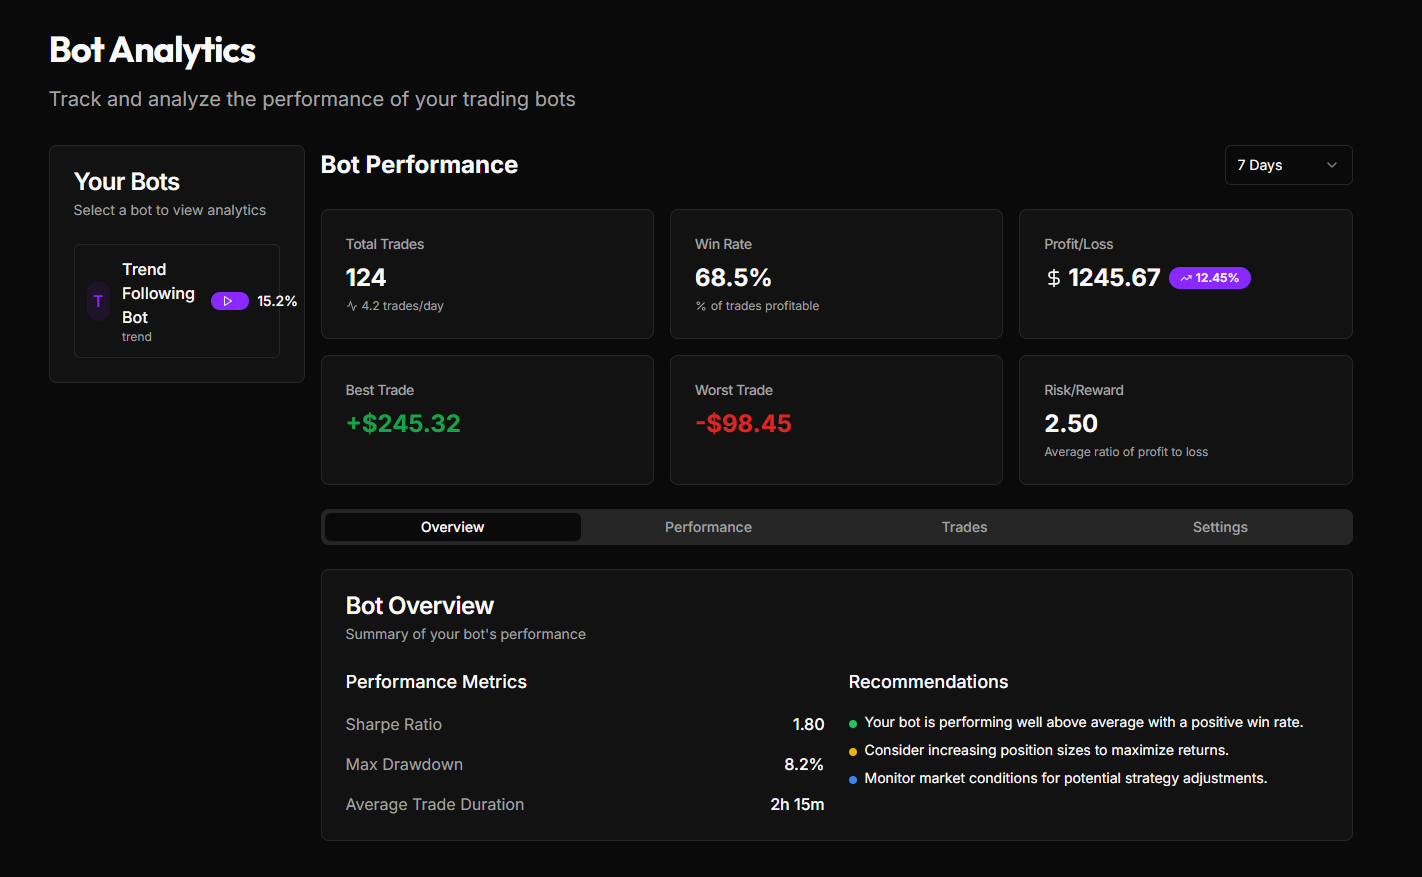 Bot Analytics
Track and analyze the performance of your trading bots
Your Bots
Select a bot to view analytics
T
Trend
Following
Bot
trend
15.2%
Bot Performance
7 Days
Total Trades
124
4.2 trades/day
Win Rate
68.5%
% of trades profitable
Profit/Loss
$ 1245.67
12.45%
Best Trade
+$245.32
Worst Trade
-$98.45
Risk/Reward
2.50
Average ratio of profit to loss
Overview
Performance
Trades
Settings
Bot Overview
Summary of your bot's performance
Performance Metrics
Sharpe Ratio
1.80
Max Drawdown
8.2%
Average Trade Duration
2h 15m
Recommendations
Your bot is performing well above average with a positive win rate.
Consider increasing position sizes to maximize returns.
Monitor market conditions for potential strategy adjustments.